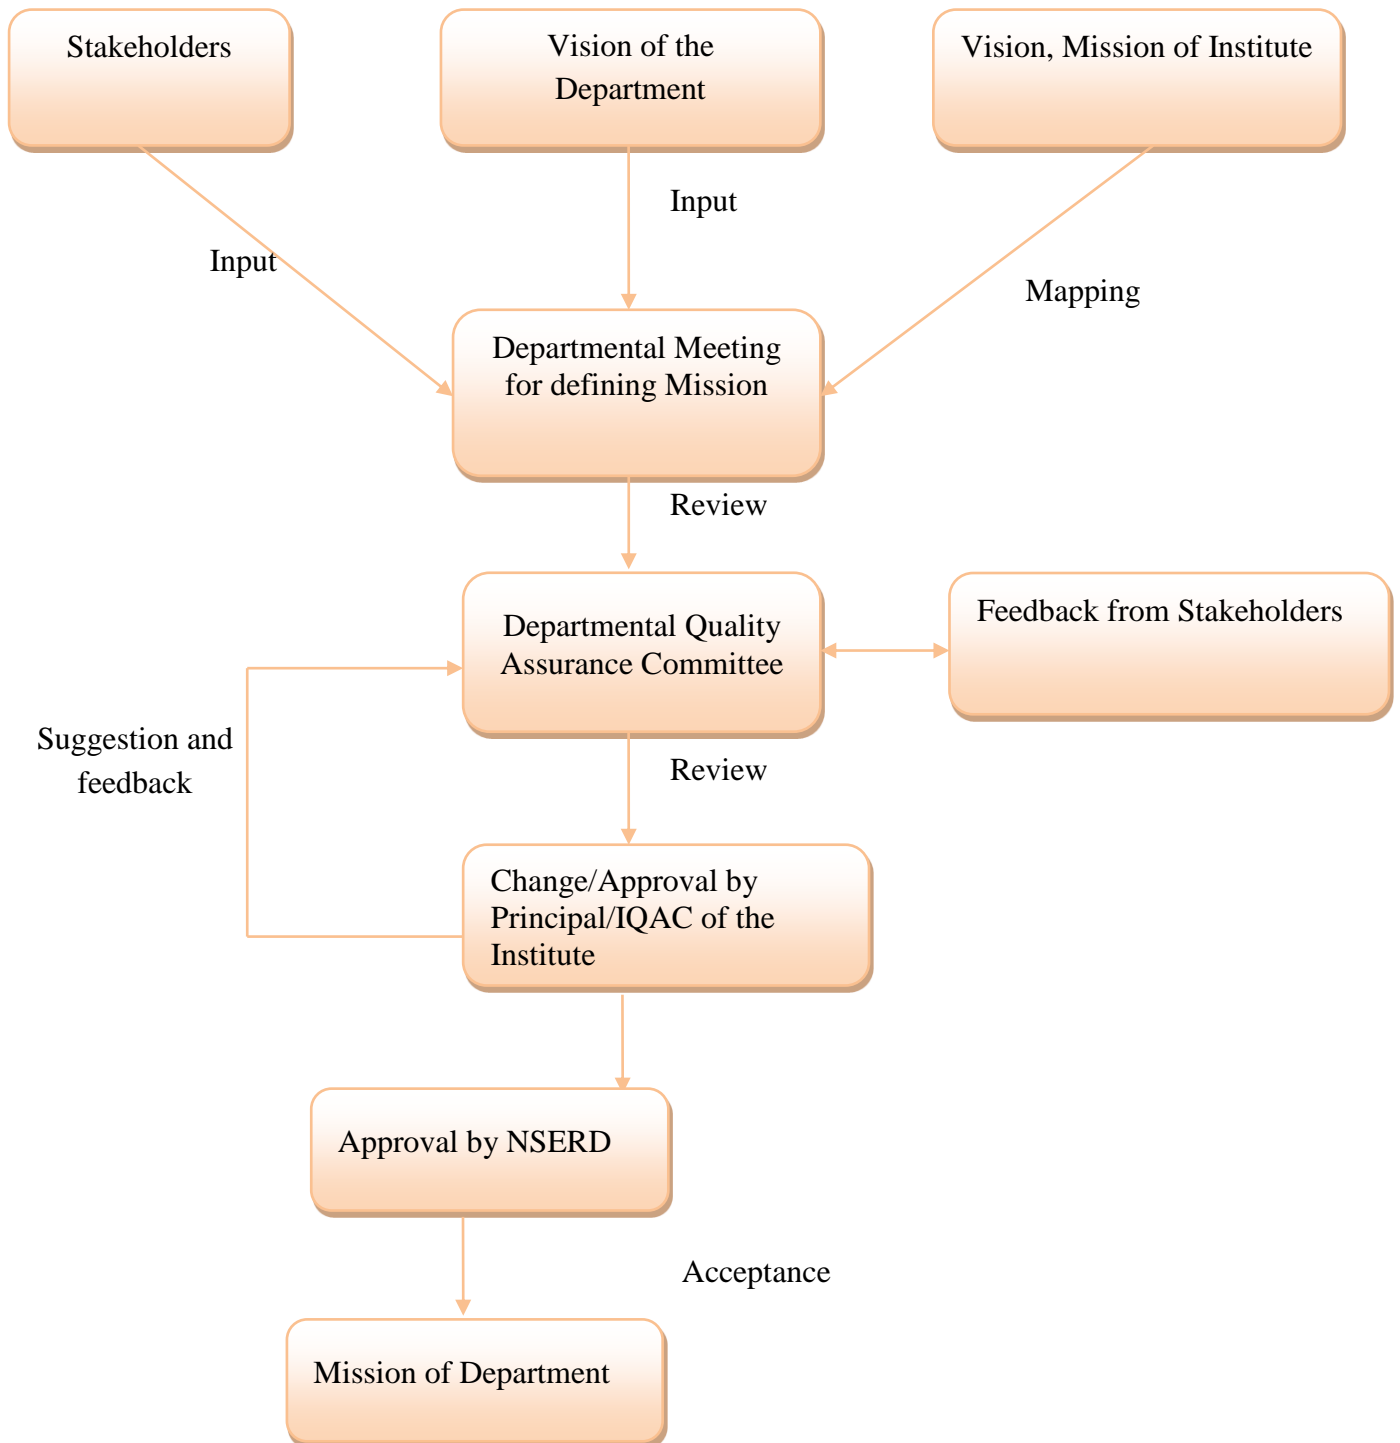 Stakeholders
Vision of the
Department
Vision, Mission of Institute
Input
Input
Mapping
Departmental Meeting
for defining Mission
Review
Departmental Quality
Assurance Committee
Feedback from Stakeholders
Suggestion and
feedback
Review
Change/Approval by
Principal/IQAC of the
Institute
Approval by NSERD
Acceptance
Mission of Department